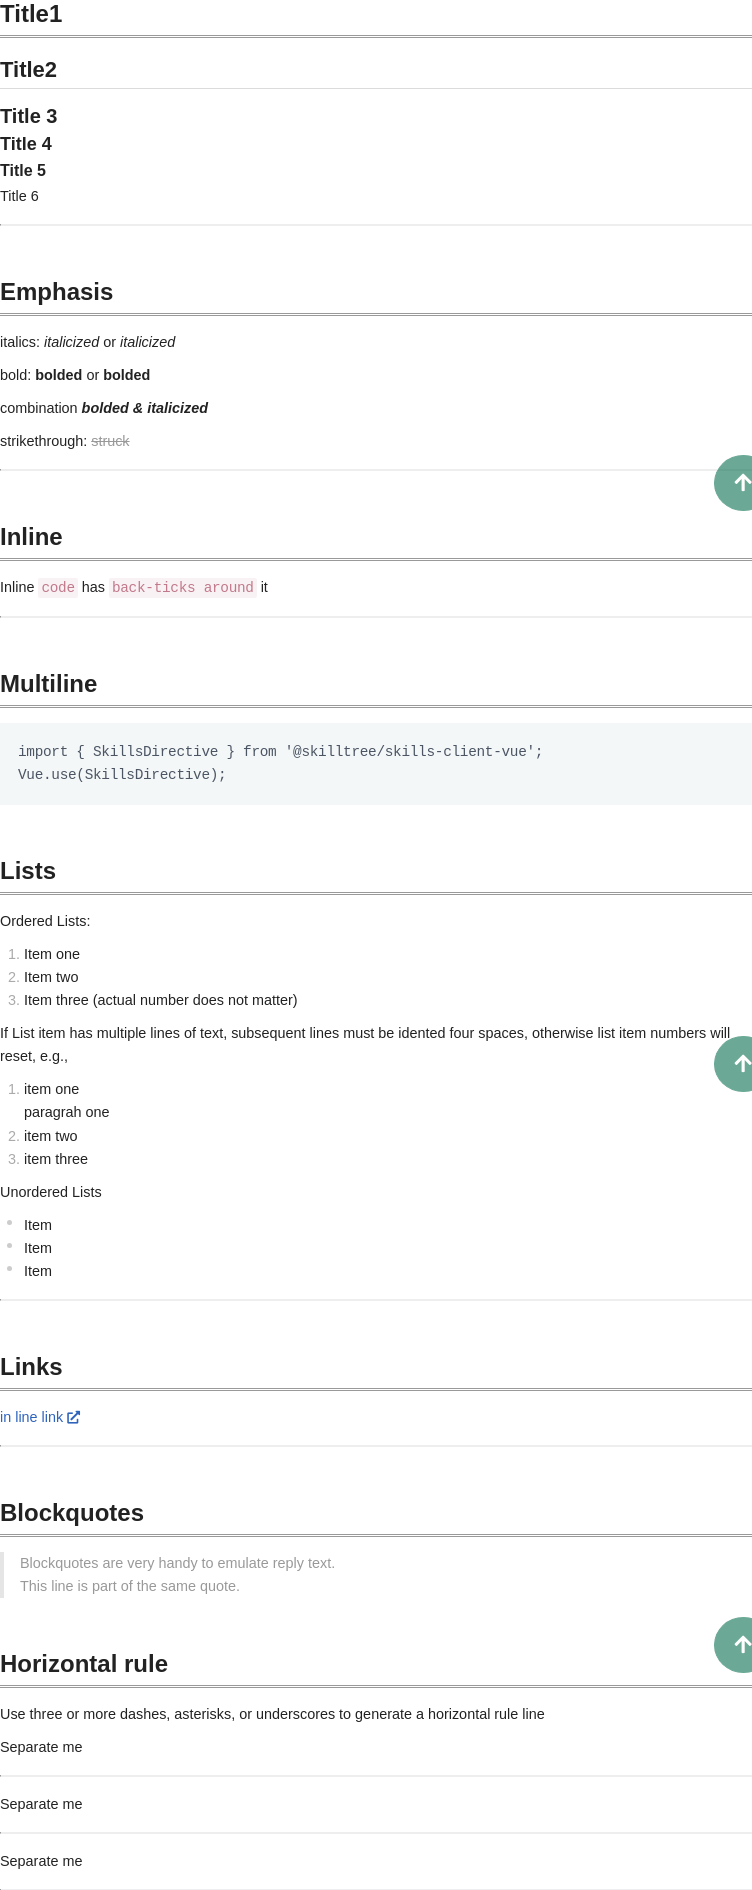 Title1
Title2
Title 3
Title 4
Title 5
Title 6
Emphasis
italics: italicized or italicized
bold: bolded or bolded
combination bolded & italicized
strikethrough: struck
Inline
Inline code has back-ticks around it
Multiline
import { SkillsDirective } from '@skilltree/skills-client-vue';
Vue.use(SkillsDirective);
Lists
Ordered Lists:
1. Item one
2. Item two
3. Item three (actual number does not matter)
If List item has multiple lines of text, subsequent lines must be idented four spaces, otherwise list item numbers will
reset, e.g.,
1. item one
paragrah one
2. item two
3. item three
Unordered Lists
• Item
• Item
• Item
Links
in line link
Blockquotes
Blockquotes are very handy to emulate reply text.
This line is part of the same quote.
Horizontal rule
Use three or more dashes, asterisks, or underscores to generate a horizontal rule line
Separate me
Separate me
Separate me